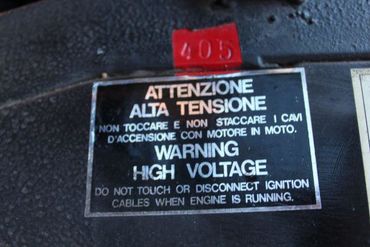 405
ATTENZIONE
ALTA TENSIONE
NON TOCCARE E NON STACCARE I CAVI
D'ACCENSIONE CON MOTORE IN MOTO.
WARNING
HIGH VOLTAGE
DO NOT TOUCH OR DISCONNECT IGNITION
CABLES WHEN ENGINE IS RUNNING.